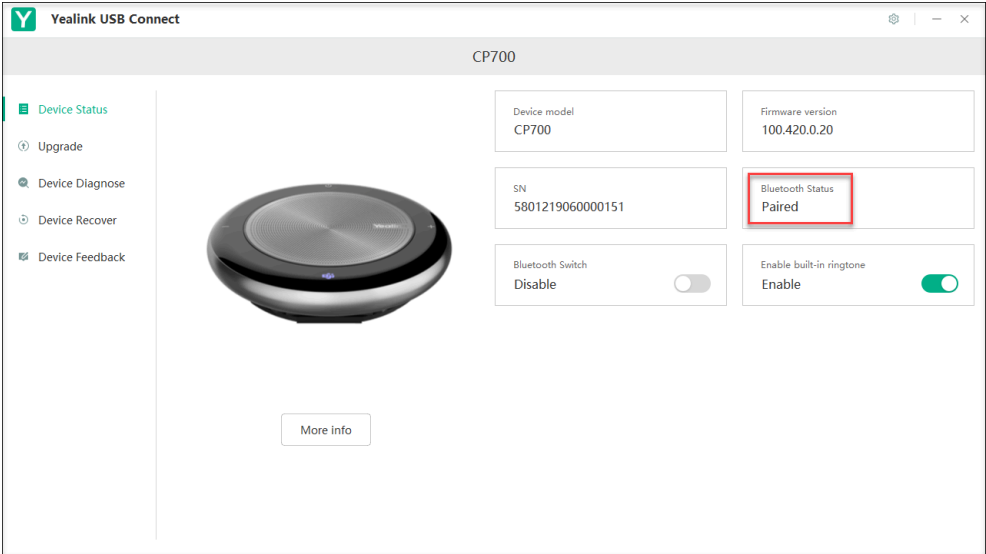 Yealink USB Connect
CP700
Device Status
Upgrade
Device Diagnose
Device Recover
Device Feedback
Yealink
More info
Device model
CP700
Firmware version
100.420.0.20
SN
5801219060000151
Bluetooth Status
Paired
Bluetooth Switch
Disable
Enable built-in ringtone
Enable